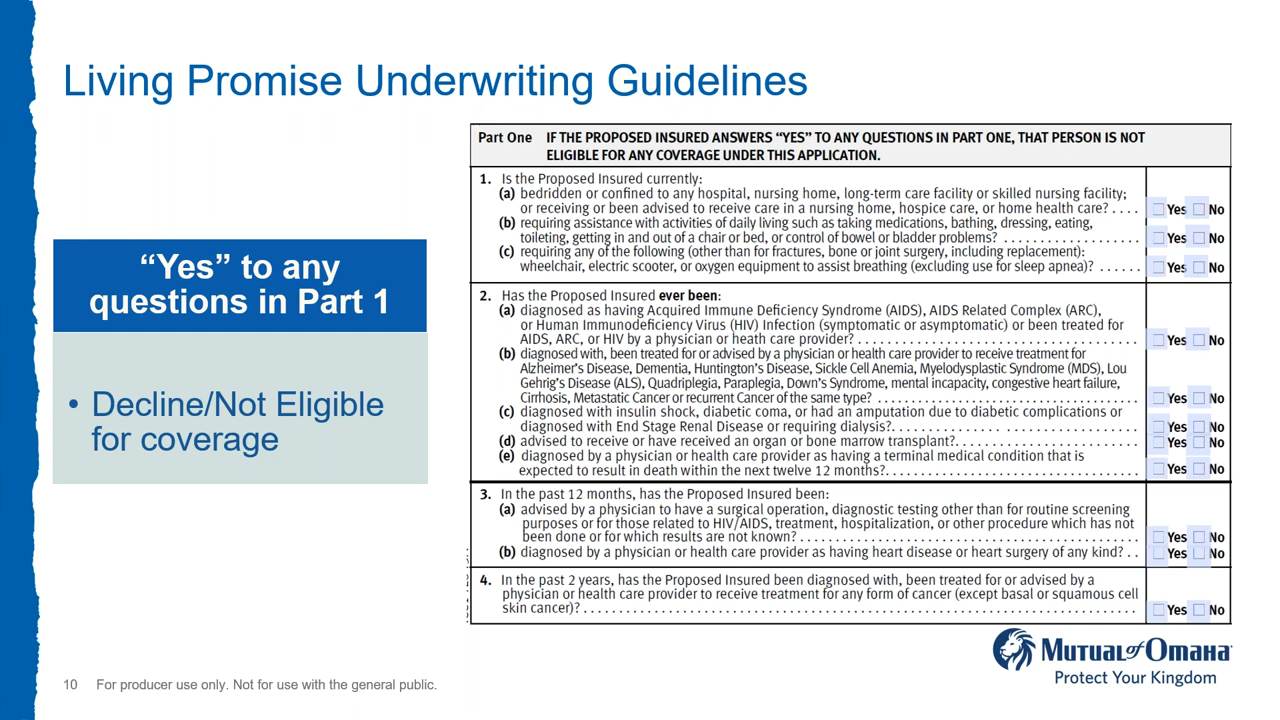 Living Promise Underwriting Guidelines
“Yes” to any
questions in Part 1
• Decline/Not Eligible
for coverage
Part One IF THE PROPOSED INSURED ANSWERS “YES” TO ANY QUESTIONS IN PART ONE, THAT PERSON IS NOT
ELIGIBLE FOR ANY COVERAGE UNDER THIS APPLICATION.
1. Is the Proposed Insured currently:
(a) bedridden or confined to any hospital, nursing home, long-term care facility or skilled nursing facility;
or receiving or been advised to receive care in a nursing home, hospice care, or home health care? . . . . Yes No
(b) requiring assistance with activities of daily living such as taking medications, bathing, dressing, eating,
toileting, getting in and out of a chair or bed, or control of bowel or bladder problems? . . . . . . . . . . . . . . . . . . . Yes No
(c) requiring any of the following (other than for fractures, bone or joint surgery, including replacement):
wheelchair, electric scooter, or oxygen equipment to assist breathing (excluding use for sleep apnea)? . . . . . . Yes No
2. Has the Proposed Insured ever been:
(a) diagnosed as having Acquired Immune Deficiency Syndrome (AIDS), AIDS Related Complex (ARC),
or Human Immunodeficiency Virus (HIV) Infection (symptomatic or asymptomatic) or been treated for
AIDS, ARC, or HIV by a physician or heath care provider? . . . . . . . . . . . . . . . . . . . . . . . . . . . . . . . . . . . . . . Yes No
(b) diagnosed with, been treated for or advised by a physician or health care provider to receive treatment for
Alzheimer’s Disease, Dementia, Huntington’s Disease, Sickle Cell Anemia, Myelodysplastic Syndrome (MDS), Lou
Gehrig’s Disease (ALS), Quadriplegia, Paraplegia, Down’s Syndrome, mental incapacity, congestive heart failure,
Cirrhosis, Metastatic Cancer or recurrent Cancer of the same type? . . . . . . . . . . . . . . . . . . . . . . . . . . . . . . . . . . . . Yes No
(c) diagnosed with insulin shock, diabetic coma, or had an amputation due to diabetic complications or
diagnosed with End Stage Renal Disease or requiring dialysis?. . . . . . . . . . . . . . . . . . . . . . . . . . . . . . . . . Yes No
(d) advised to receive or have received an organ or bone marrow transplant?. . . . . . . . . . . . . . . . . . . . . . . . . . Yes No
(e) diagnosed by a physician or health care provider as having a terminal medical condition that is
expected to result in death within the next twelve 12 months?. . . . . . . . . . . . . . . . . . . . . . . . . . . . . . . . . . . . Yes No
3. In the past 12 months, has the Proposed Insured been:
(a) advised by a physician to have a surgical operation, diagnostic testing other than for routine screening
purposes or for those related to HIV/AIDS, treatment, hospitalization, or other procedure which has not
been done or for which results are not known? . . . . . . . . . . . . . . . . . . . . . . . . . . . . . . . . . . . . . . . . . . . . . Yes No
(b) diagnosed by a physician or health care provider as having heart disease or heart surgery of any kind? . . Yes No
4. In the past 2 years, has the Proposed Insured been diagnosed with, been treated for or advised by a
physician or health care provider to receive treatment for any form of cancer (except basal or squamous cell
skin cancer)? . . . . . . . . . . . . . . . . . . . . . . . . . . . . . . . . . . . . . . . . . . . . . . . . . . . . . . . . . . . . . . . . . . . . . . . . Yes No
MUTUAL of OMAHA
Protect Your Kingdom
10 For producer use only. Not for use with the general public.